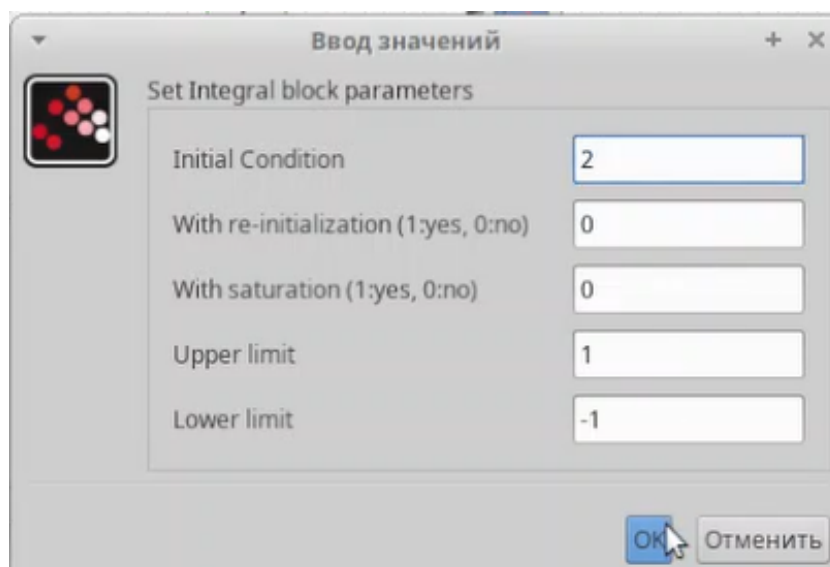 Ввод значений
Set Integral block parameters
Initial Condition 2
With re-initialization (1:yes, 0:no) 0
With saturation (1:yes, 0:no) 0
Upper limit 1
Lower limit -1
OK Отменить